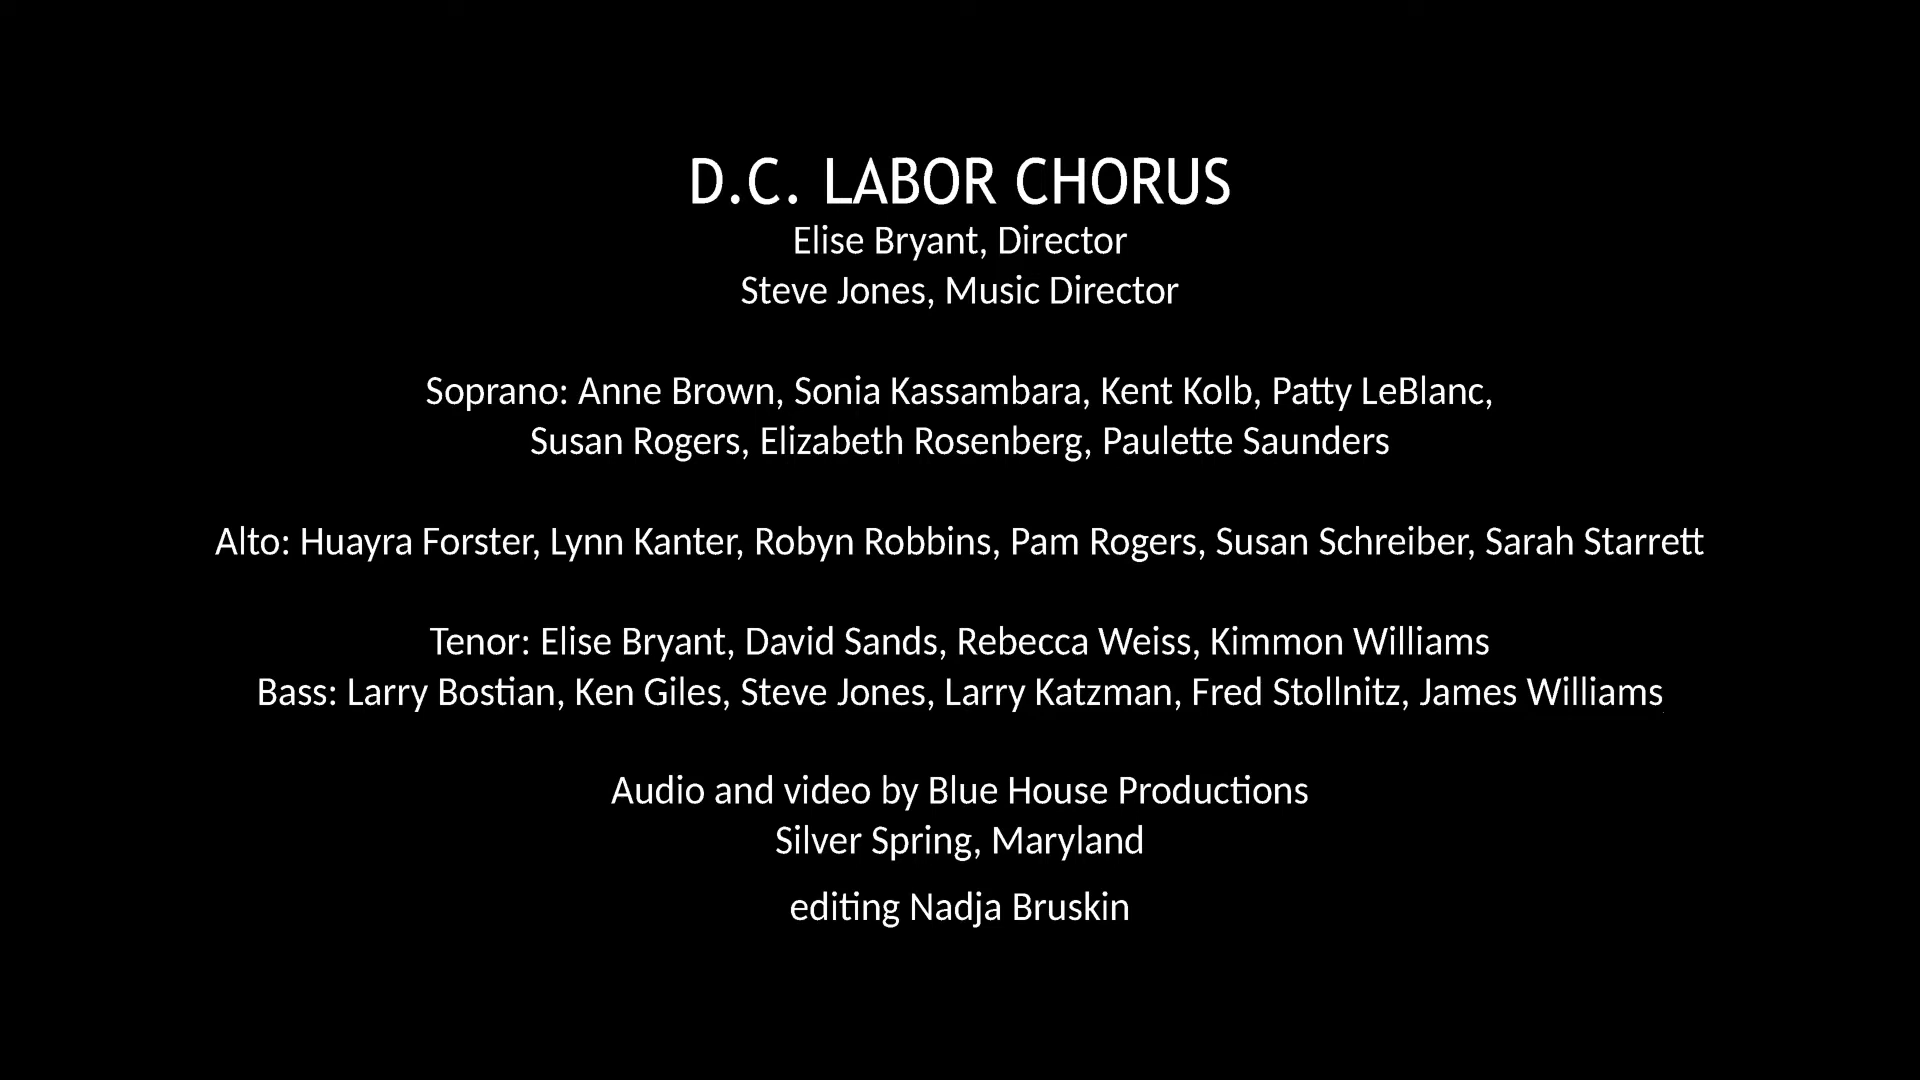 D.C. LABOR CHORUS
Elise Bryant, Director
Steve Jones, Music Director
Soprano: Anne Brown, Sonia Kassambara, Kent Kolb, Patty LeBlanc,
Susan Rogers, Elizabeth Rosenberg, Paulette Saunders
Alto: Huayra Forster, Lynn Kanter, Robyn Robbins, Pam Rogers, Susan Schreiber, Sarah Starrett
Tenor: Elise Bryant, David Sands, Rebecca Weiss, Kimmon Williams
Bass: Larry Bostian, Ken Giles, Steve Jones, Larry Katzman, Fred Stollnitz, James Williams
Audio and video by Blue House Productions
Silver Spring, Maryland
editing Nadja Bruskin